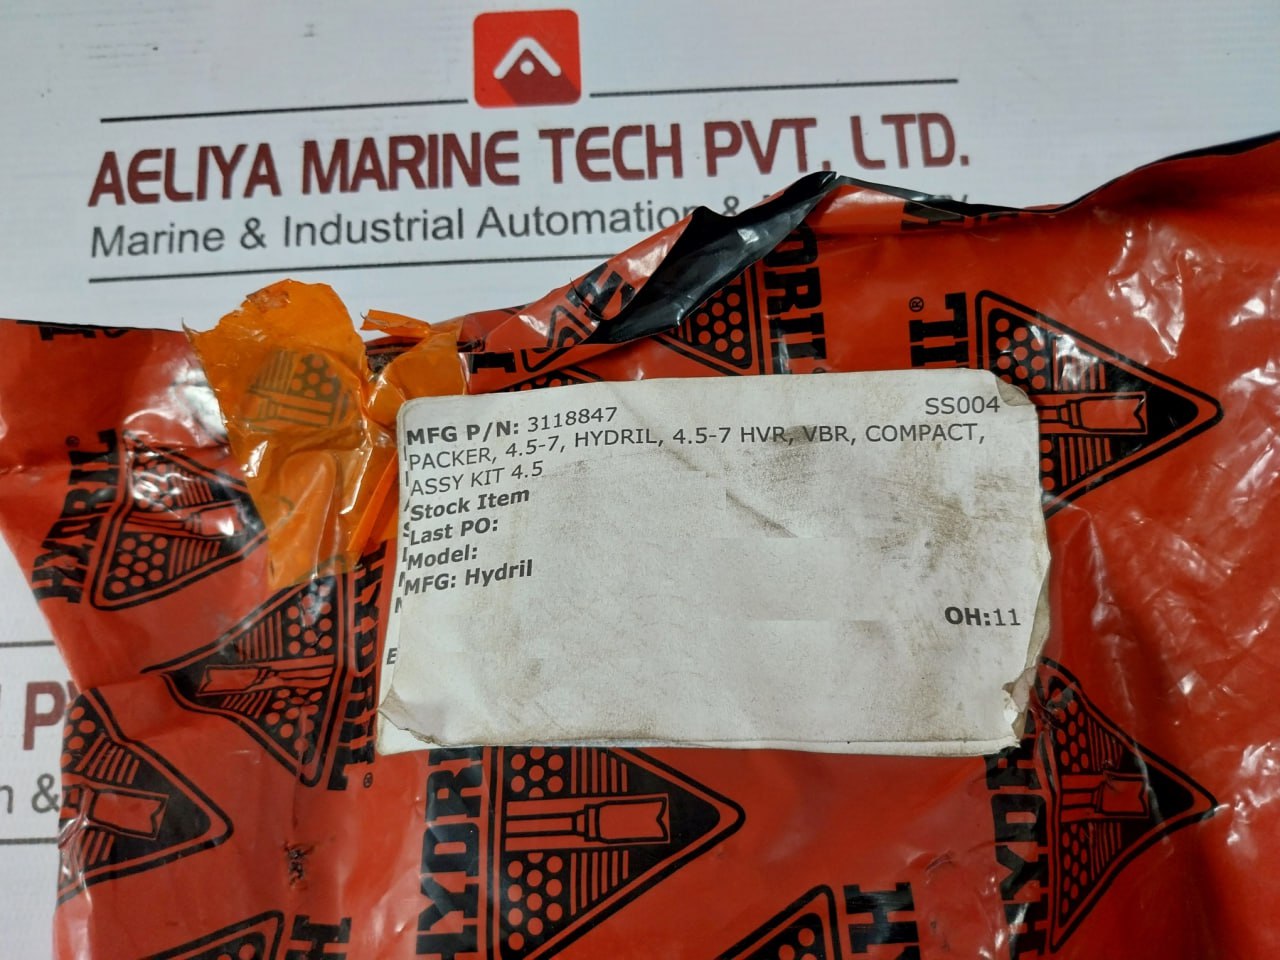 AELIYA MARINE TECH PVT. LTD.
Marine & Industrial Automation &
MFG P/N: 3118847 SS004
PACKER, 4.5-7, HYDRIL, 4.5-7 HVR, VBR, COMPACT,
ASSY KIT 4.5
Stock Item
Last PO:
Model:
MFG: Hydril
OH:11
HYDRIL
HYDRIL®